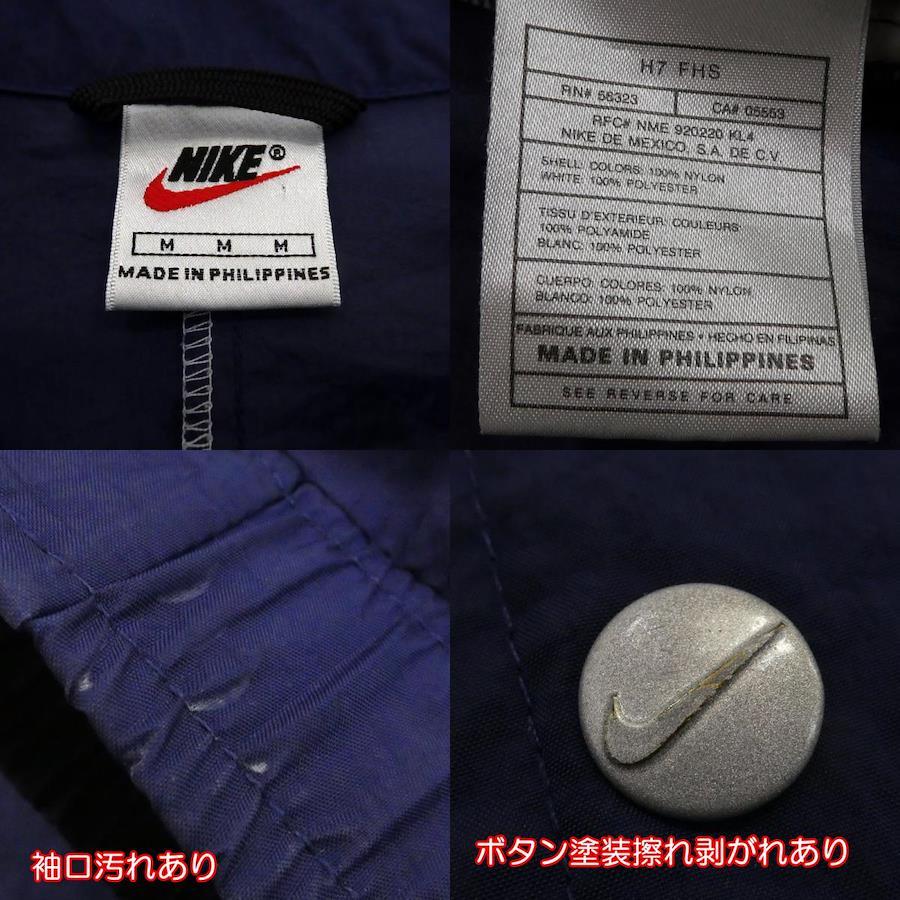 NIKE®
M M M
MADE IN PHILIPPINES
H7 FHS
RN# 56323 CA# 05553
RFC# NME 920220 KL4
NIKE DE MEXICO, S.A. DE C.V.
SHELL: COLORS: 100% NYLON
WHITE: 100% POLYESTER
TISSU D'EXTERIEUR: COULEURS:
100% POLYAMIDE
BLANC: 100% POLYESTER
CUERPO: COLORES: 100% NYLON
BLANCO: 100% POLYESTER
FABRIQUE AUX PHILIPPINES • HECHO EN FILIPINAS
MADE IN PHILIPPINES
SEE REVERSE FOR CARE
袖口汚れあり
ボタン塗装擦れ剥がれあり